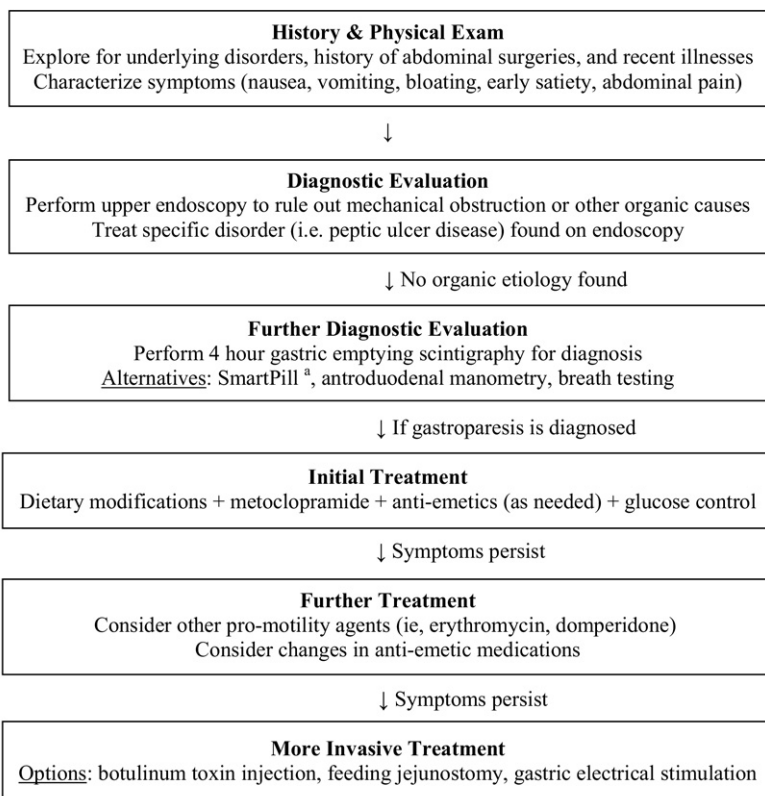 History & Physical Exam
Explore for underlying disorders, history of abdominal surgeries, and recent illnesses
Characterize symptoms (nausea, vomiting, bloating, early satiety, abdominal pain)
↓
Diagnostic Evaluation
Perform upper endoscopy to rule out mechanical obstruction or other organic causes
Treat specific disorder (i.e. peptic ulcer disease) found on endoscopy
↓ No organic etiology found
Further Diagnostic Evaluation
Perform 4 hour gastric emptying scintigraphy for diagnosis
Alternatives: SmartPill ª, antroduodenal manometry, breath testing
↓ If gastroparesis is diagnosed
Initial Treatment
Dietary modifications + metoclopramide + anti-emetics (as needed) + glucose control
↓ Symptoms persist
Further Treatment
Consider other pro-motility agents (ie, erythromycin, domperidone)
Consider changes in anti-emetic medications
↓ Symptoms persist
More Invasive Treatment
Options: botulinum toxin injection, feeding jejunostomy, gastric electrical stimulation